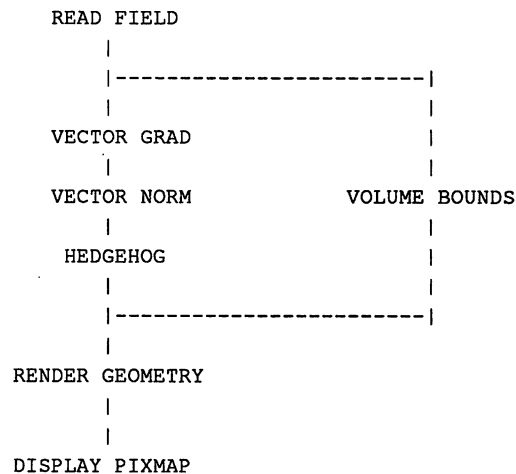 READ FIELD
VECTOR GRAD
VECTOR NORM VOLUME BOUNDS
HEDGEHOG
RENDER GEOMETRY
DISPLAY PIXMAP